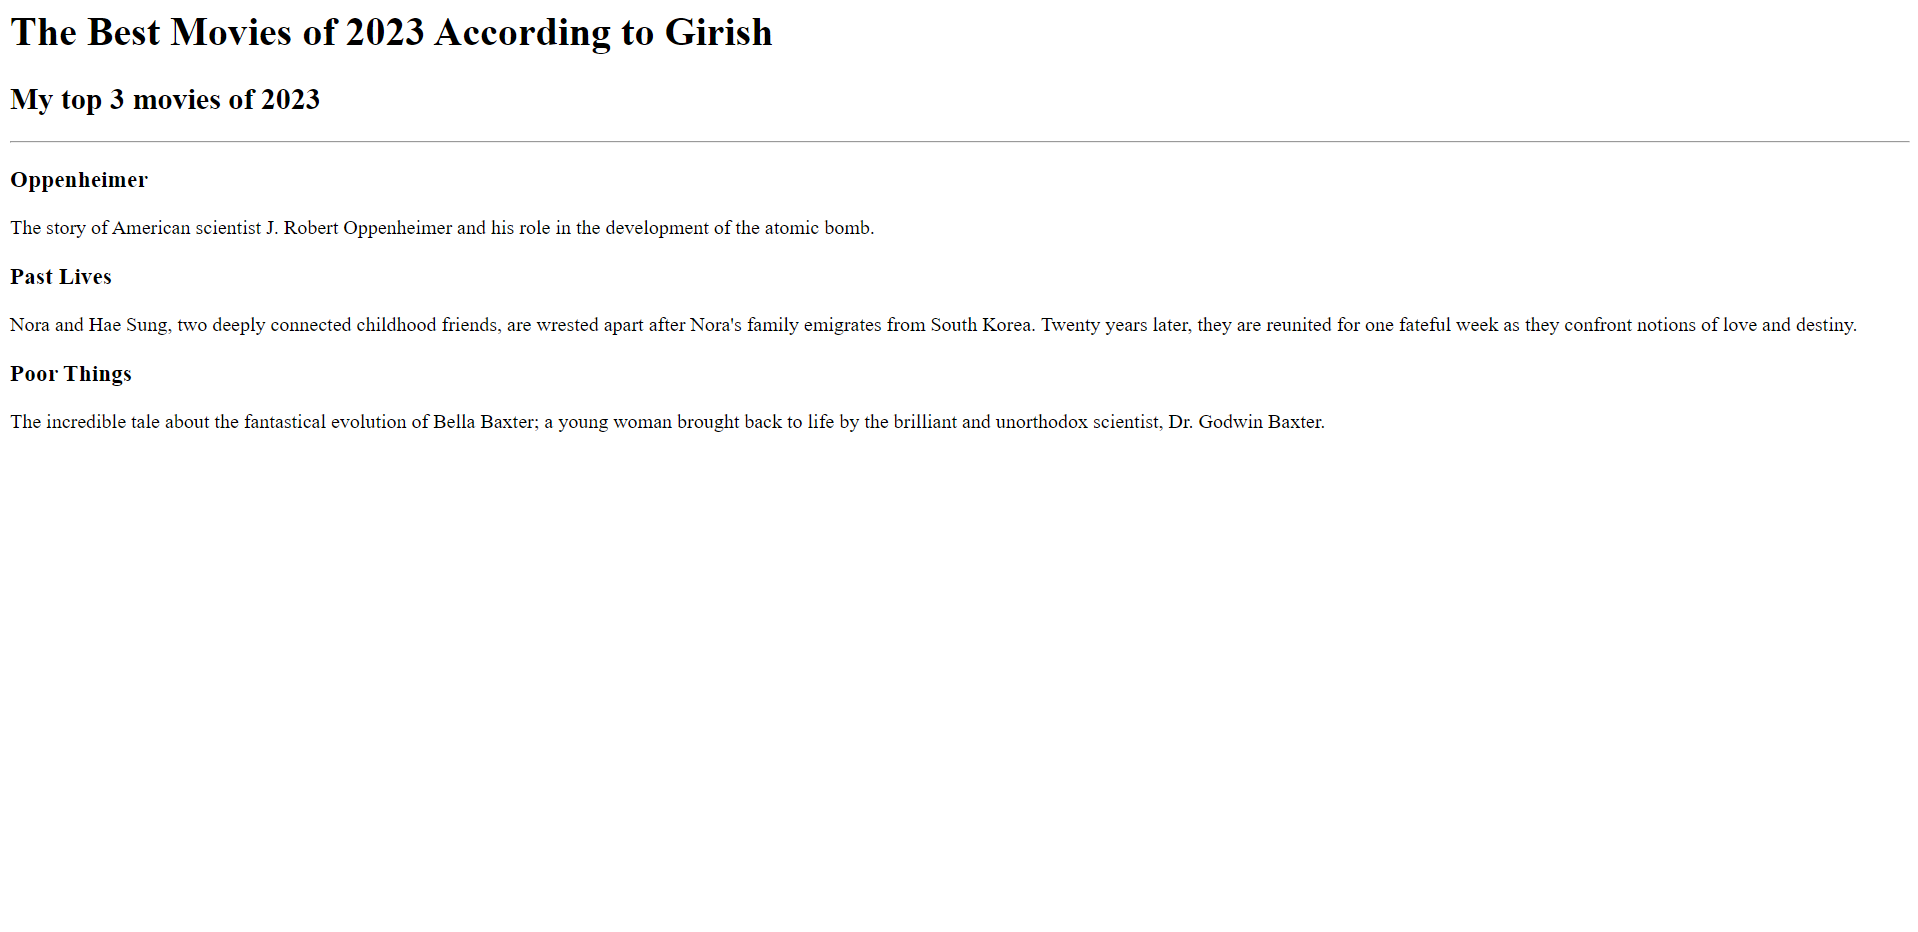 The Best Movies of 2023 According to Girish
My top 3 movies of 2023
Oppenheimer
The story of American scientist J. Robert Oppenheimer and his role in the development of the atomic bomb.
Past Lives
Nora and Hae Sung, two deeply connected childhood friends, are wrested apart after Nora's family emigrates from South Korea. Twenty years later, they are reunited for one fateful week as they confront notions of love and destiny.
Poor Things
The incredible tale about the fantastical evolution of Bella Baxter; a young woman brought back to life by the brilliant and unorthodox scientist, Dr. Godwin Baxter.